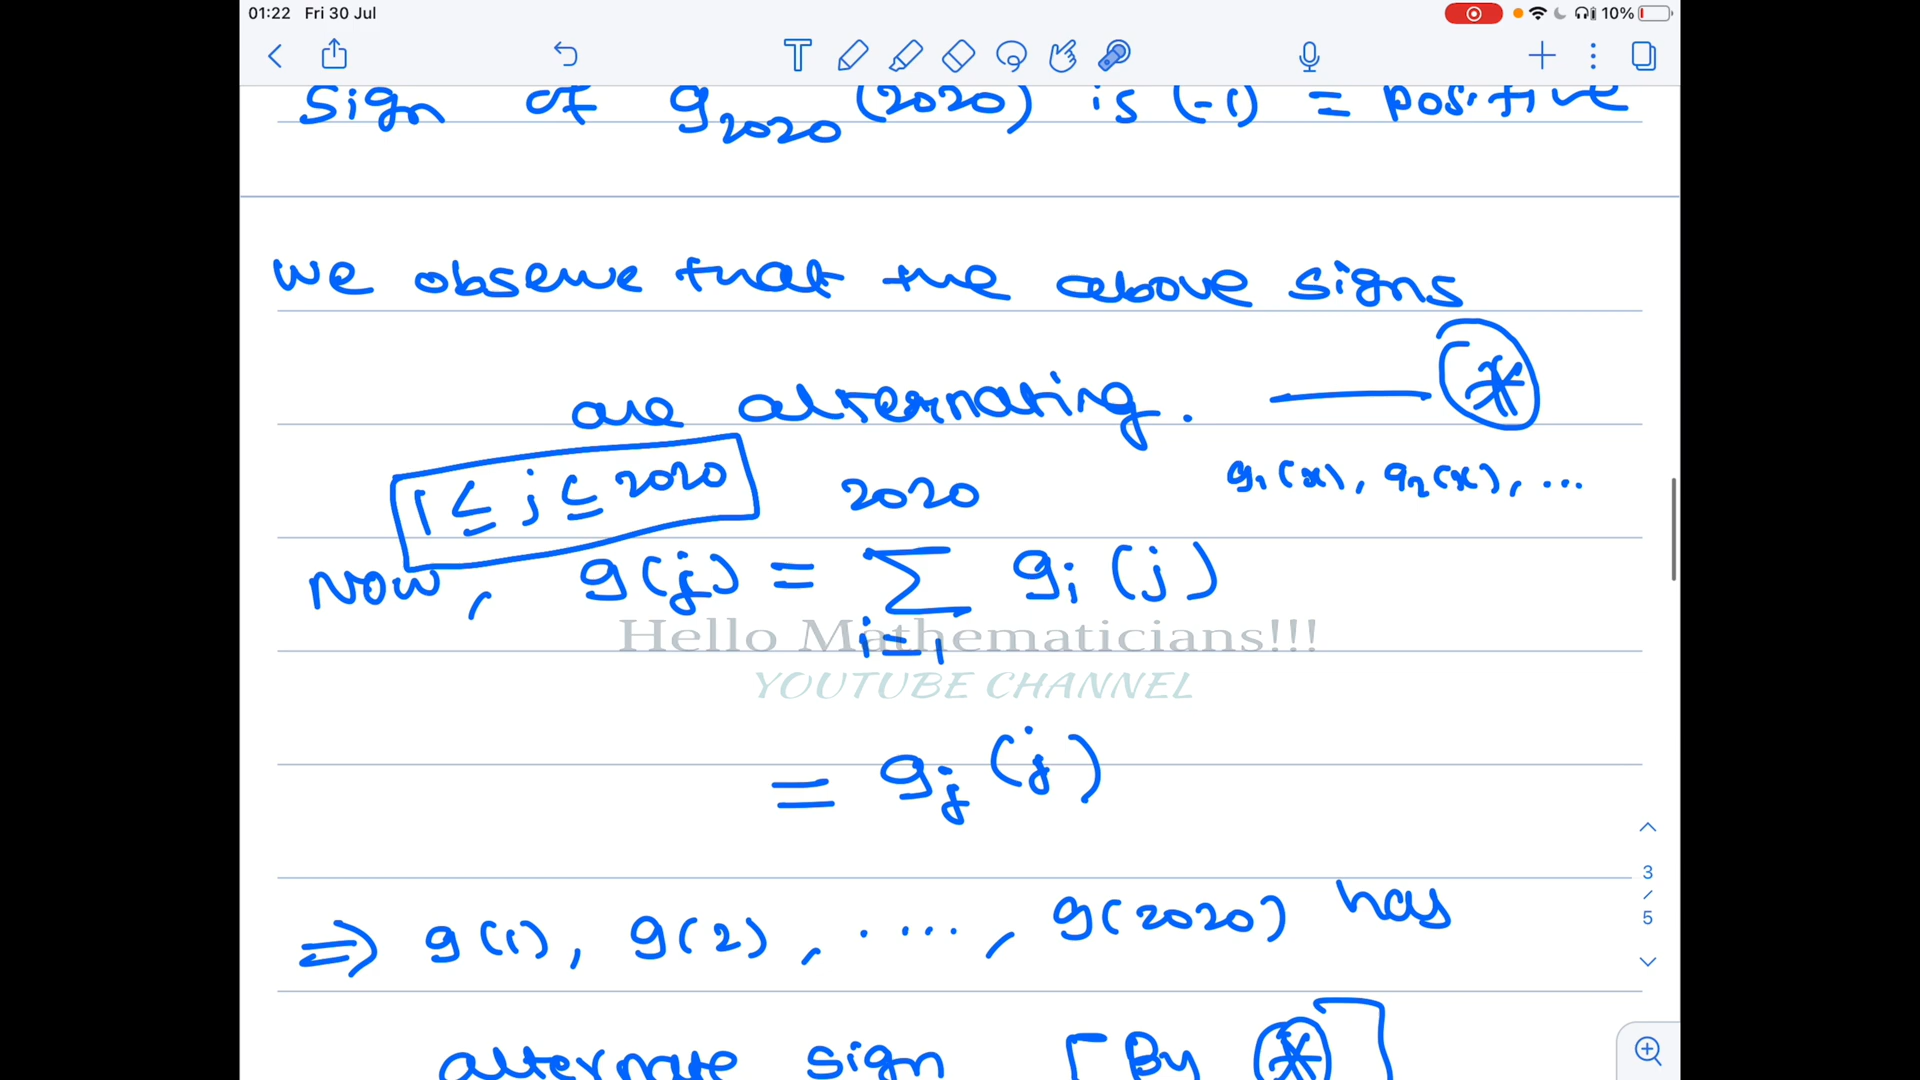 01:22 Fri 30 Jul 10%
Sign of g₂₀₂₀(2020) is (-1) = positive
We observe that the above signs
are alternating. —— (*)
1 ≤ j ≤ 2020
g₁(x), g₂(x), ...
Now, g(j) = ∑_{i=1}^{2020} gᵢ(j)
Hello Mathematicians!!!
YOUTUBE CHANNEL
= gⱼ(j)
3
/
5
⇒ g(1), g(2), ....., g(2020) has
alternate sign [By (*)]